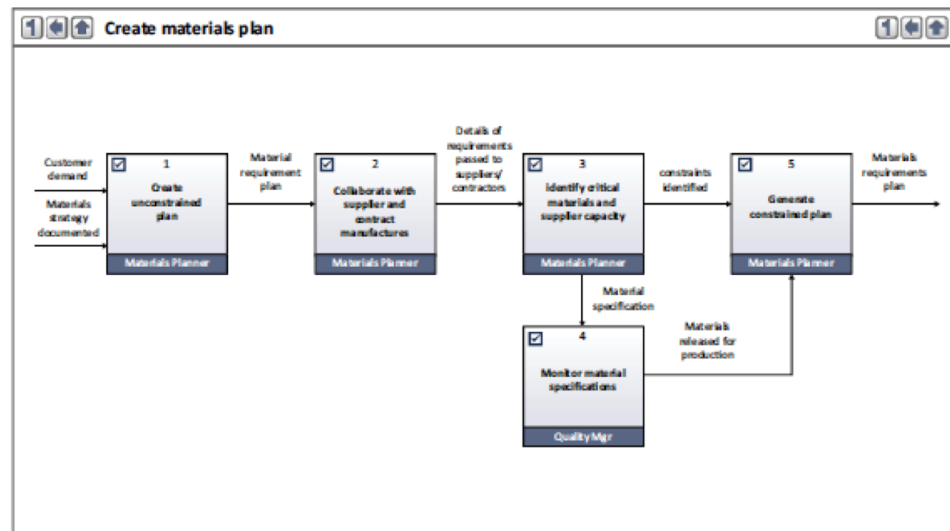 1
Create materials plan
1
Customer
demand
Materials
strategy
documented
1
Create
unconstrained
plan
Materials Planner
Material
requirement
plan
2
Collaborate with
supplier and
contract
manufactures
Materials Planner
Details of
requirements
passed to
suppliers/
contractors
3
Identify critical
materials and
supplier capacity
Materials Planner
constraints
identified
5
Generate
constrained plan
Materials Planner
Materials
requirements
plan
Material
specification
4
Monitor material
specifications
Quality Mgr
Materials
released for
production